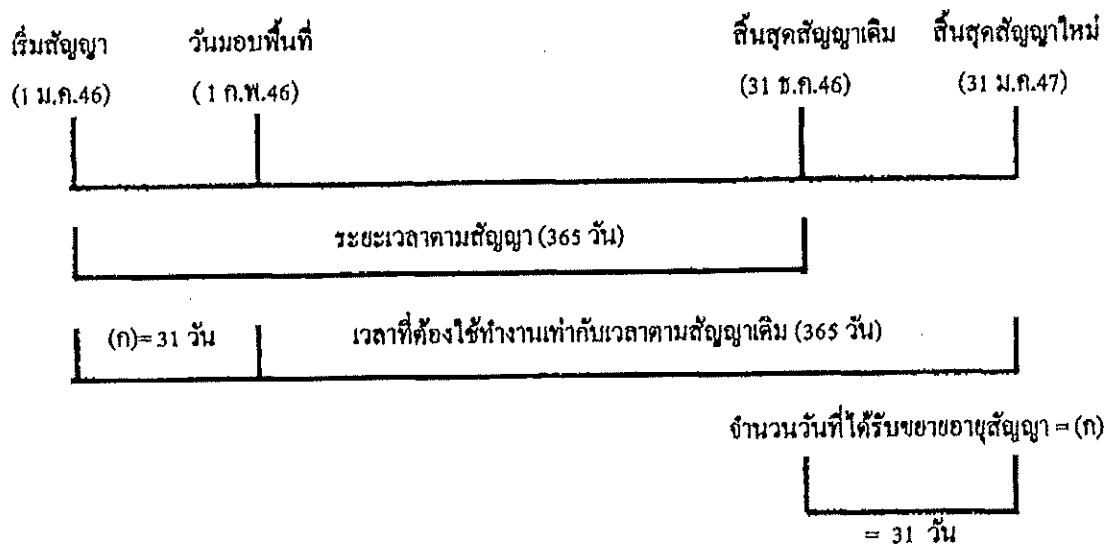 เริ่มสัญญา วันมอบพื้นที่ สิ้นสุดสัญญาเดิม สิ้นสุดสัญญาใหม่
(1 ม.ค.46) (1 ก.พ.46) (31 ธ.ค.46) (31 ม.ค.47)
ระยะเวลาตามสัญญา (365 วัน)
(ก)= 31 วัน เวลาที่ต้องใช้ทำงานเท่ากับเวลาตามสัญญาเดิม (365 วัน)
จำนวนวันที่ได้รับขยายอายุสัญญา = (ก)
= 31 วัน